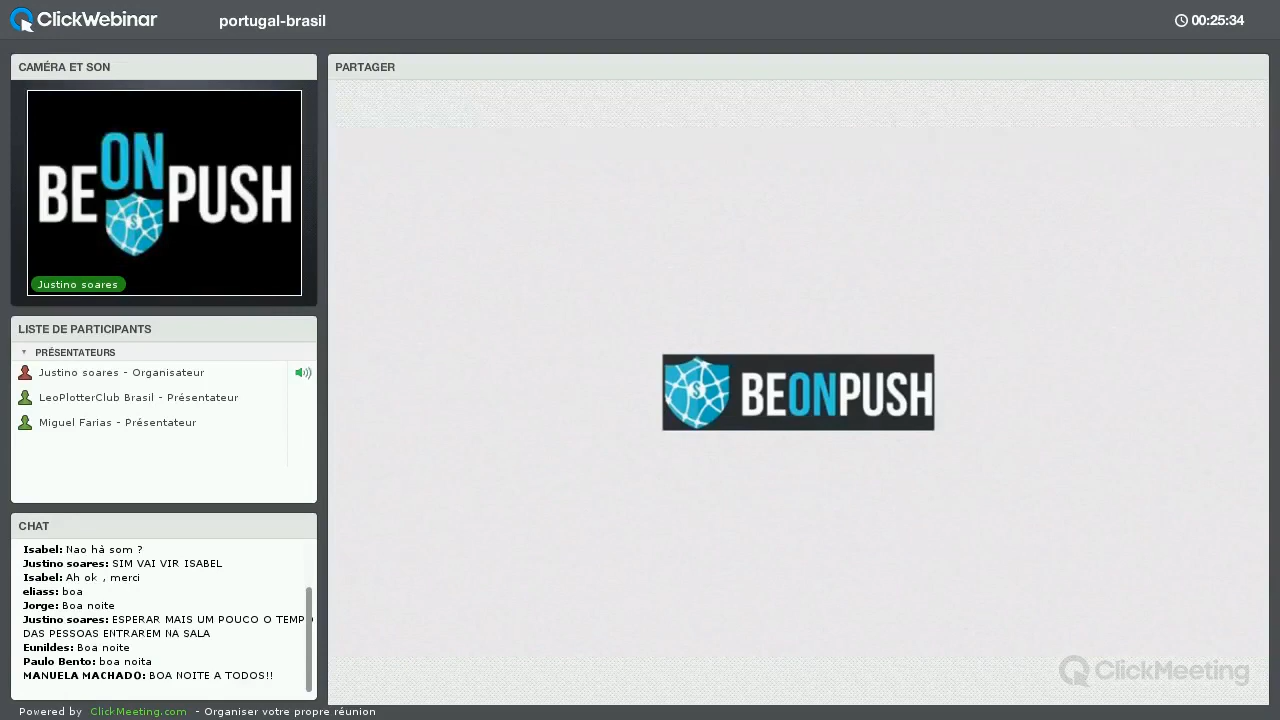 ClickWebinar
portugal-brasil
00:25:34
CAMÉRA ET SON
BEONPUSH
S
Justino soares
PARTAGER
S
BEONPUSH
ClickMeeting
LISTE DE PARTICIPANTS
PRÉSENTATEURS
Justino soares - Organisateur
LeoPlotterClub Brasil - Présentateur
Miguel Farias - Présentateur
CHAT
Isabel: Nao hà som ?
Justino soares: SIM VAI VIR ISABEL
Isabel: Ah ok , merci
eliass: boa
Jorge: Boa noite
Justino soares: ESPERAR MAIS UM POUCO O TEMPO
DAS PESSOAS ENTRAREM NA SALA
Eunildes: Boa noite
Paulo Bento: boa noita
MANUELA MACHADO: BOA NOITE A TODOS!!
Powered by ClickMeeting.com - Organiser votre propre réunion